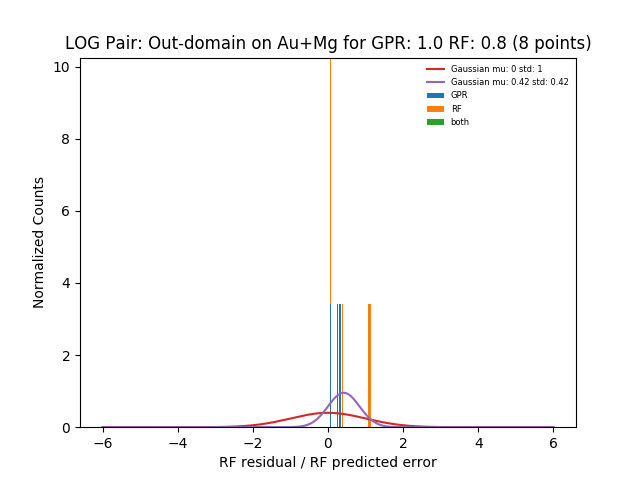 LOG Pair: Out-domain on Au+Mg for GPR: 1.0 RF: 0.8 (8 points)
Gaussian mu: 0 std: 1
Gaussian mu: 0.42 std: 0.42
GPR
RF
both
Normalized Counts
10
8
6
4
2
0
−6 −4 −2 0 2 4 6
RF residual / RF predicted error